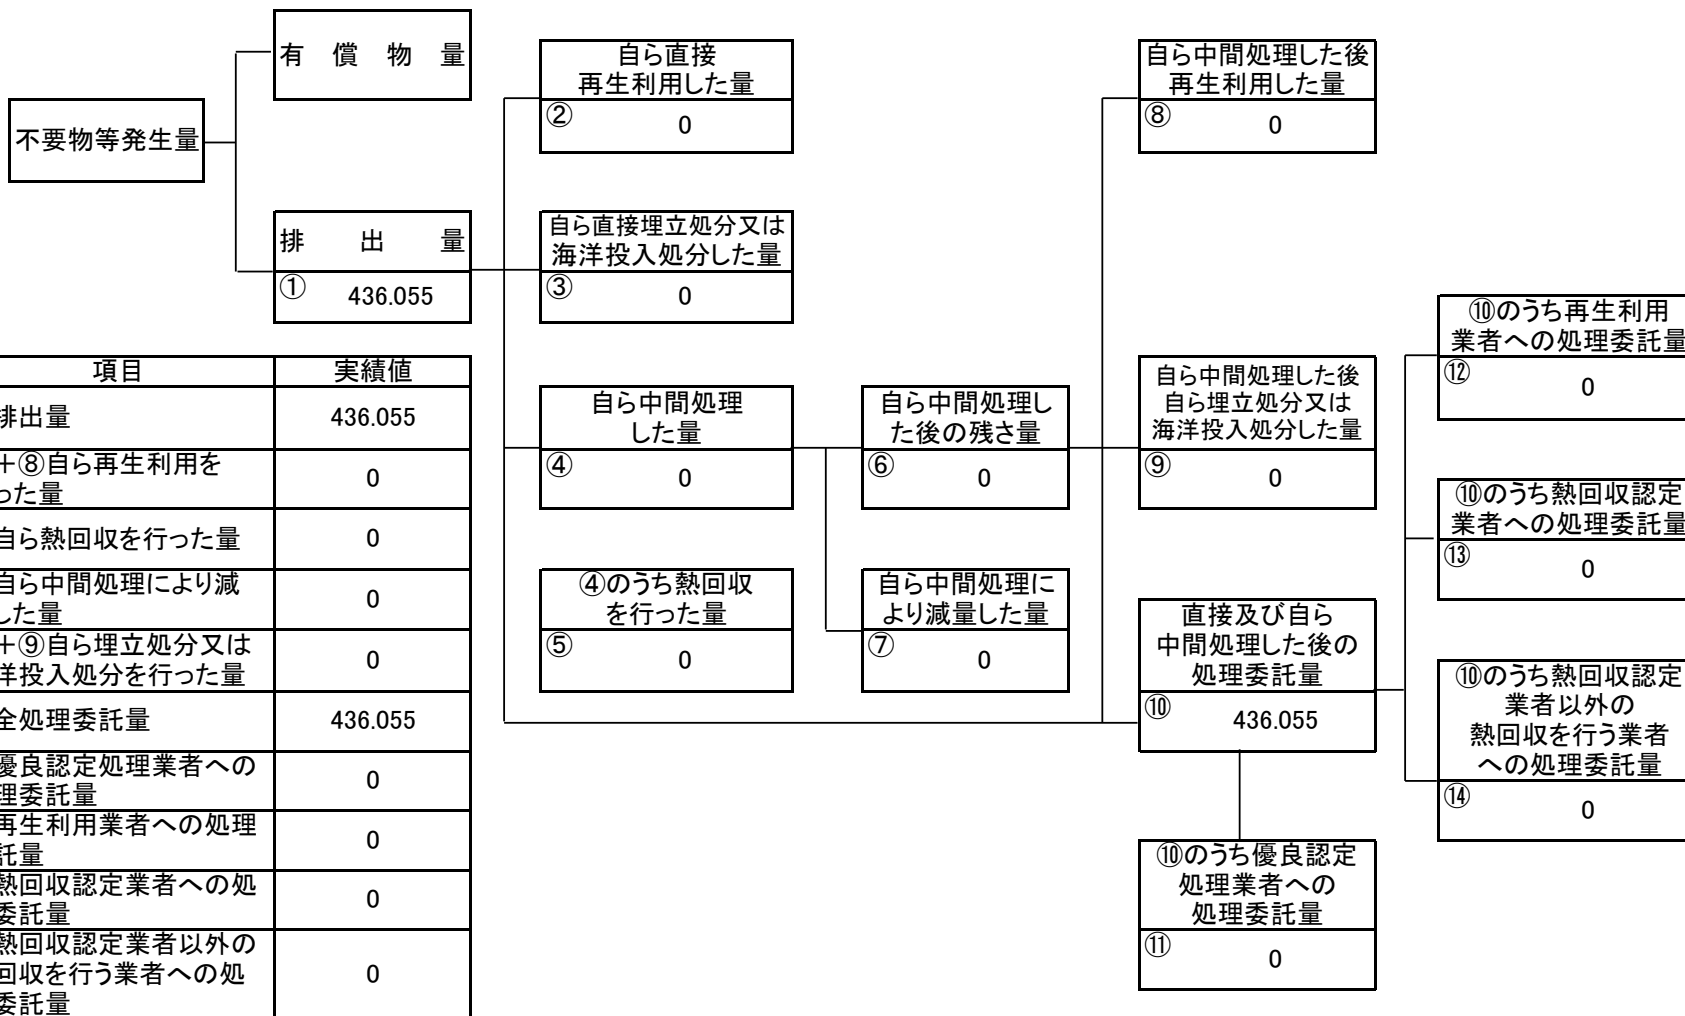 有償物量
不要物等発生量
排出量
① 436.055
自ら直接
再生利用した量
② 0
自ら直接埋立処分又は
海洋投入処分した量
③ 0
自ら中間処理
した量
④ 0
④のうち熱回収
を行った量
⑤ 0
自ら中間処理し
た後の残さ量
⑥ 0
自ら中間処理に
より減量した量
⑦ 0
自ら中間処理した後
再生利用した量
⑧ 0
自ら中間処理した後
自ら埋立処分又は
海洋投入処分した量
⑨ 0
直接及び自ら
中間処理した後の
処理委託量
⑩ 436.055
⑩のうち優良認定
処理業者への
処理委託量
⑪ 0
⑩のうち再生利用
業者への処理委託量
⑫ 0
⑩のうち熱回収認定
業者への処理委託量
⑬ 0
⑩のうち熱回収認定
業者以外の
熱回収を行う業者
への処理委託量
⑭ 0
項目 実績値
排出量 436.055
+⑧自ら再生利用を
った量 0
自ら熱回収を行った量 0
自ら中間処理により減
した量 0
+⑨自ら埋立処分又は
洋投入処分を行った量 0
全処理委託量 436.055
優良認定処理業者への
理委託量 0
再生利用業者への処理
託量 0
熱回収認定業者への処
委託量 0
熱回収認定業者以外の
回収を行う業者への処
委託量 0